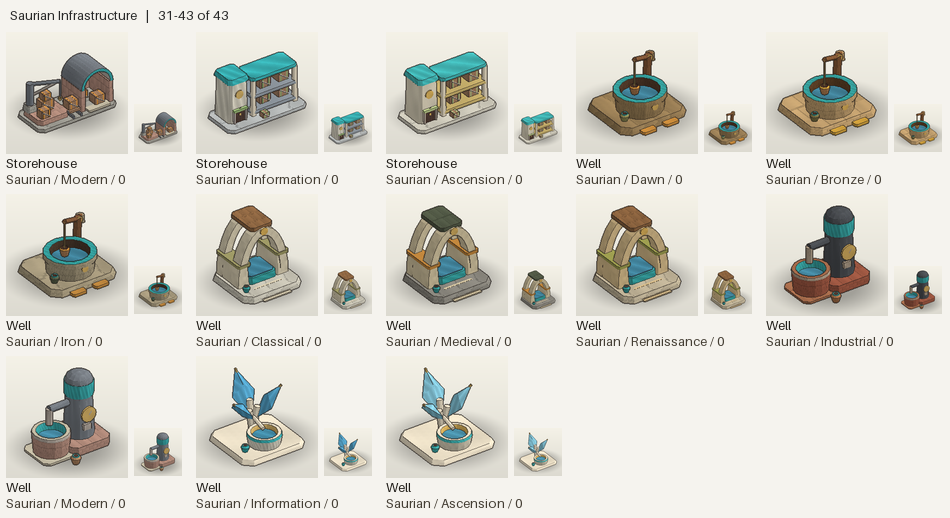 Saurian Infrastructure | 31-43 of 43
Storehouse
Saurian / Modern / 0
Storehouse
Saurian / Information / 0
Storehouse
Saurian / Ascension / 0
Well
Saurian / Dawn / 0
Well
Saurian / Bronze / 0
Well
Saurian / Iron / 0
Well
Saurian / Classical / 0
Well
Saurian / Medieval / 0
Well
Saurian / Renaissance / 0
Well
Saurian / Industrial / 0
Well
Saurian / Modern / 0
Well
Saurian / Information / 0
Well
Saurian / Ascension / 0